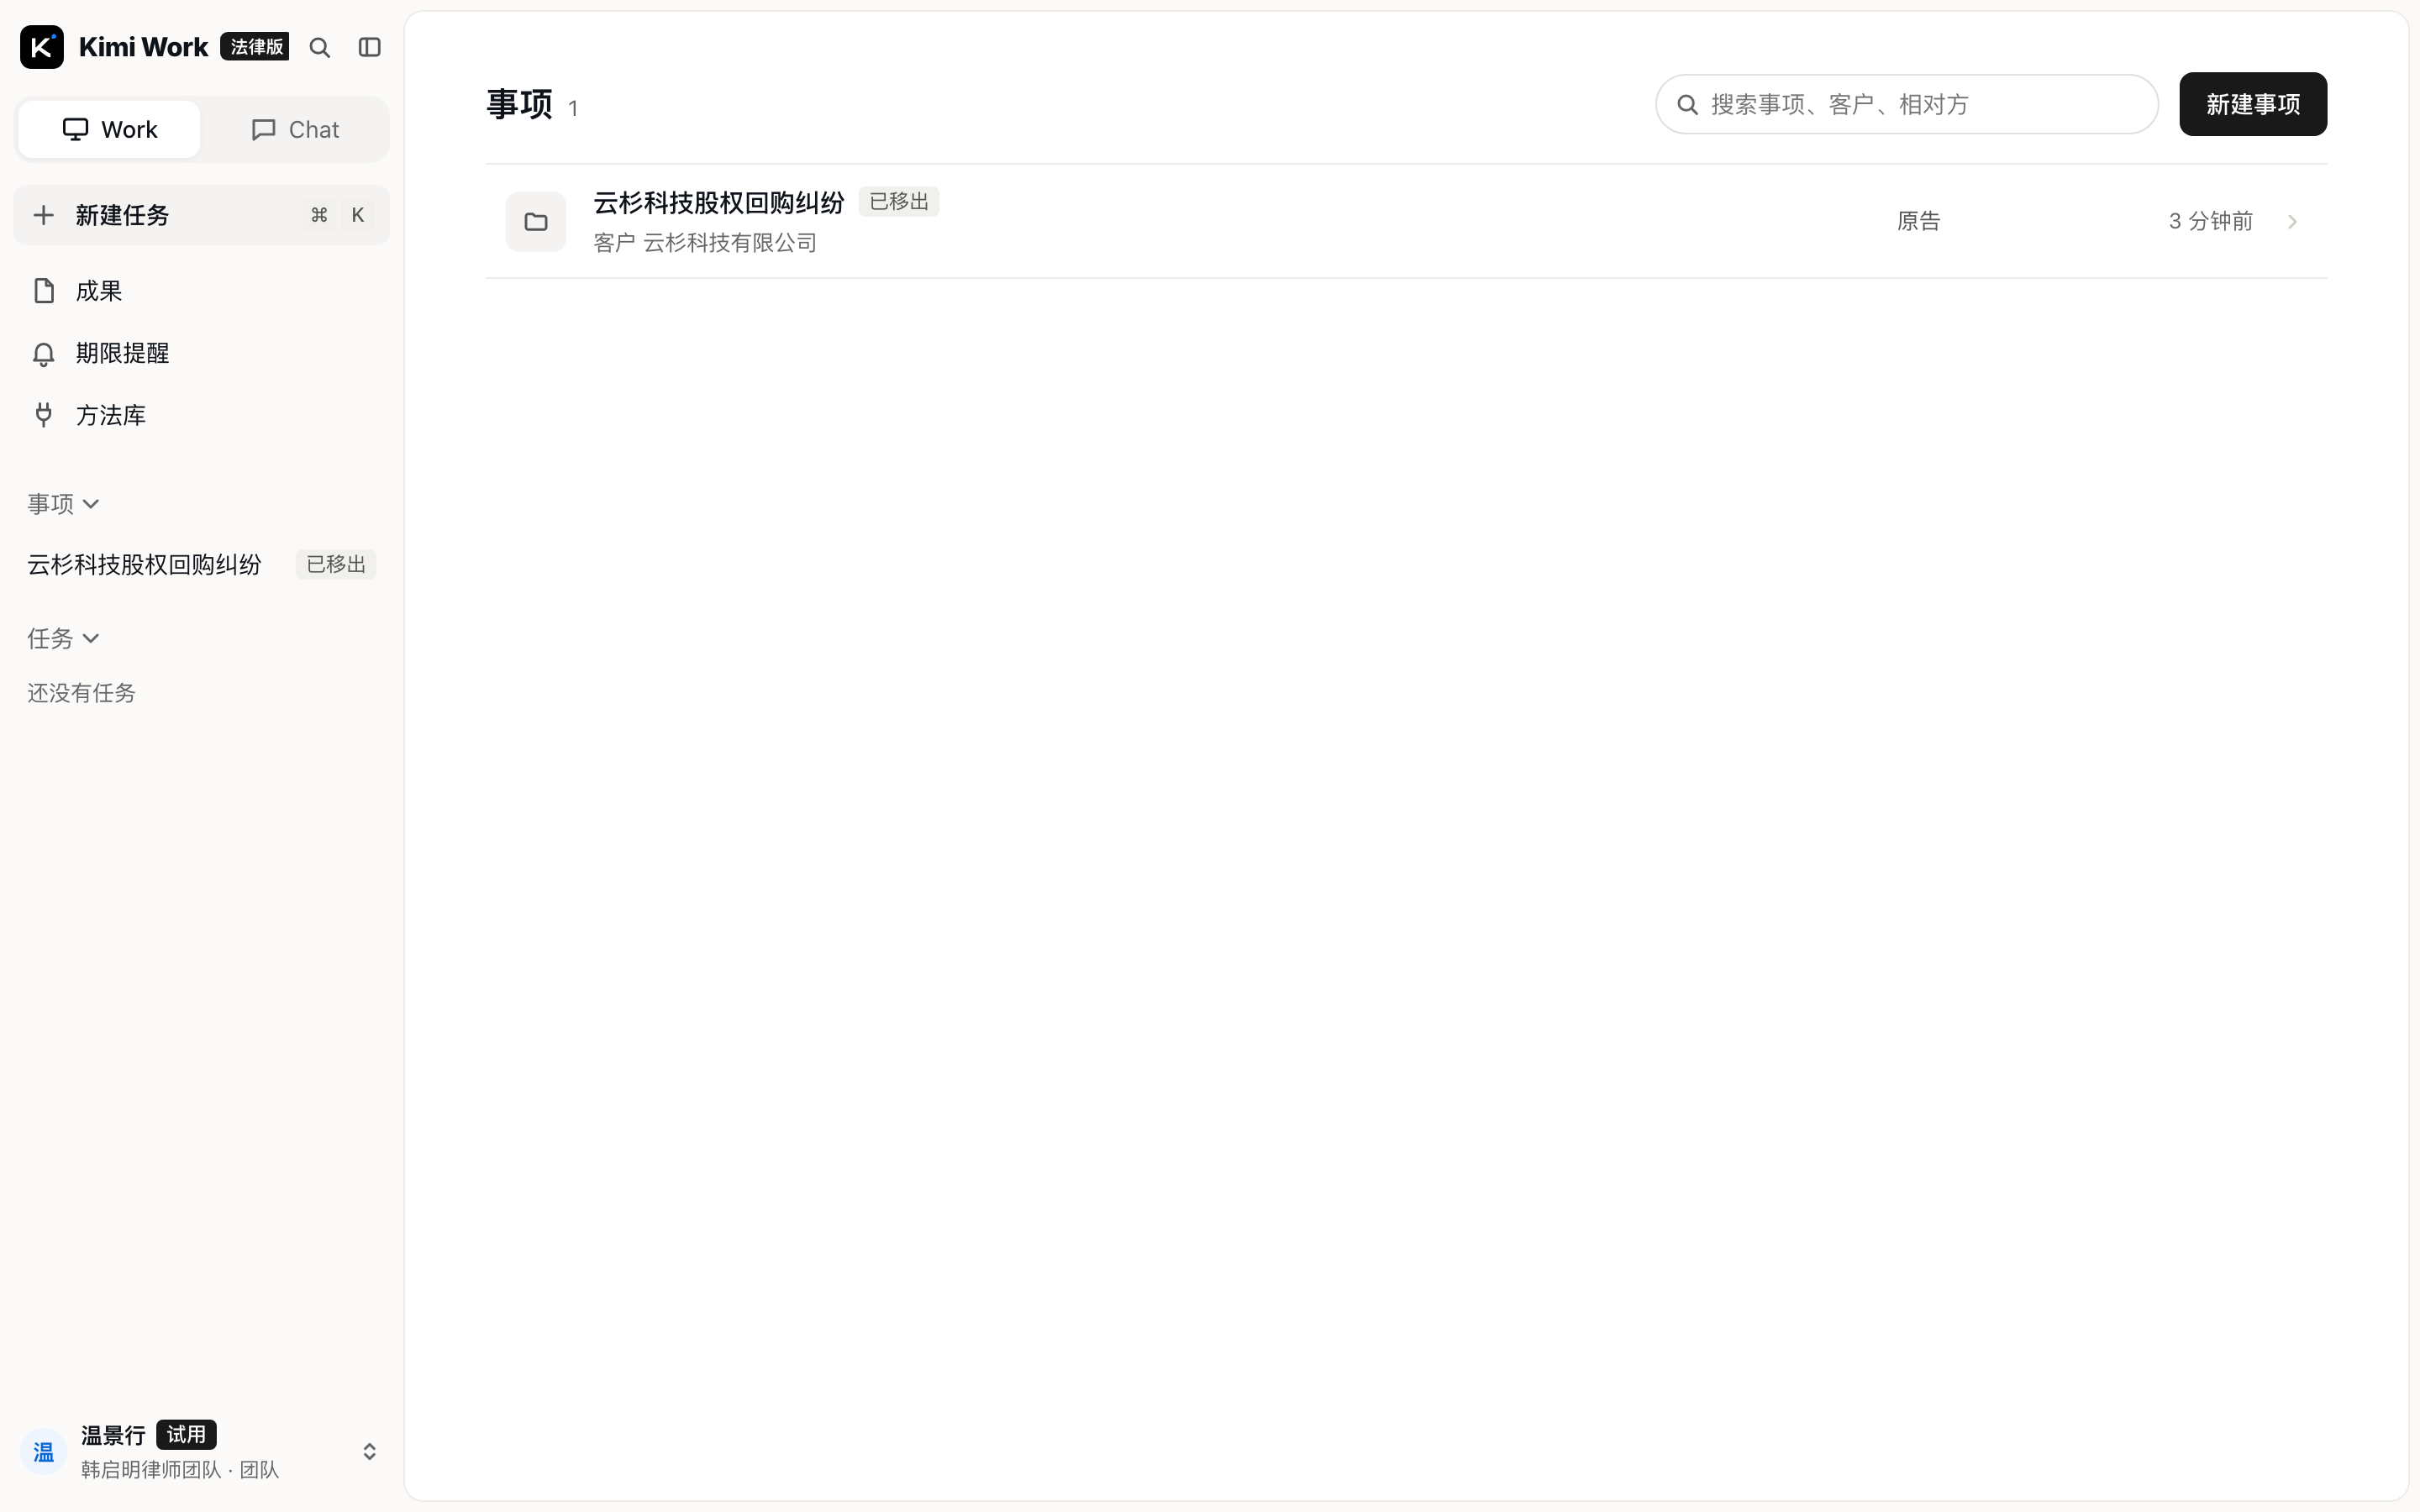 Kimi Work 法律版
Work
Chat
新建任务 ⌘ K
成果
期限提醒
方法库
事项
云杉科技股权回购纠纷 已移出
任务
还没有任务
温景行 试用
韩启明律师团队 · 团队
事项 1
搜索事项、客户、相对方
新建事项
云杉科技股权回购纠纷 已移出
客户 云杉科技有限公司
原告
3 分钟前
温